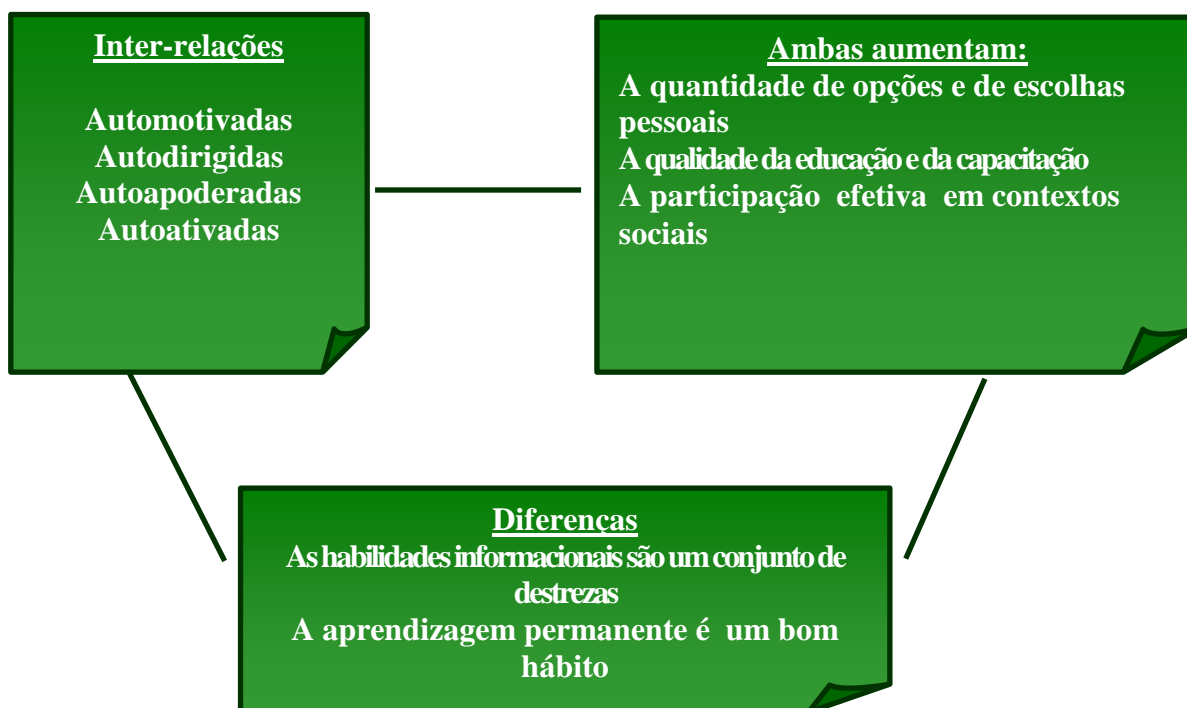 Inter-relações
Automotivadas
Autodirigidas
Autoapoderadas
Autoativadas
Ambas aumentam:
A quantidade de opções e de escolhas
pessoais
A qualidade da educação e da capacitação
A participação efetiva em contextos
sociais
Diferenças
As habilidades informacionais são um conjunto de
destrezas
A aprendizagem permanente é um bom
hábito